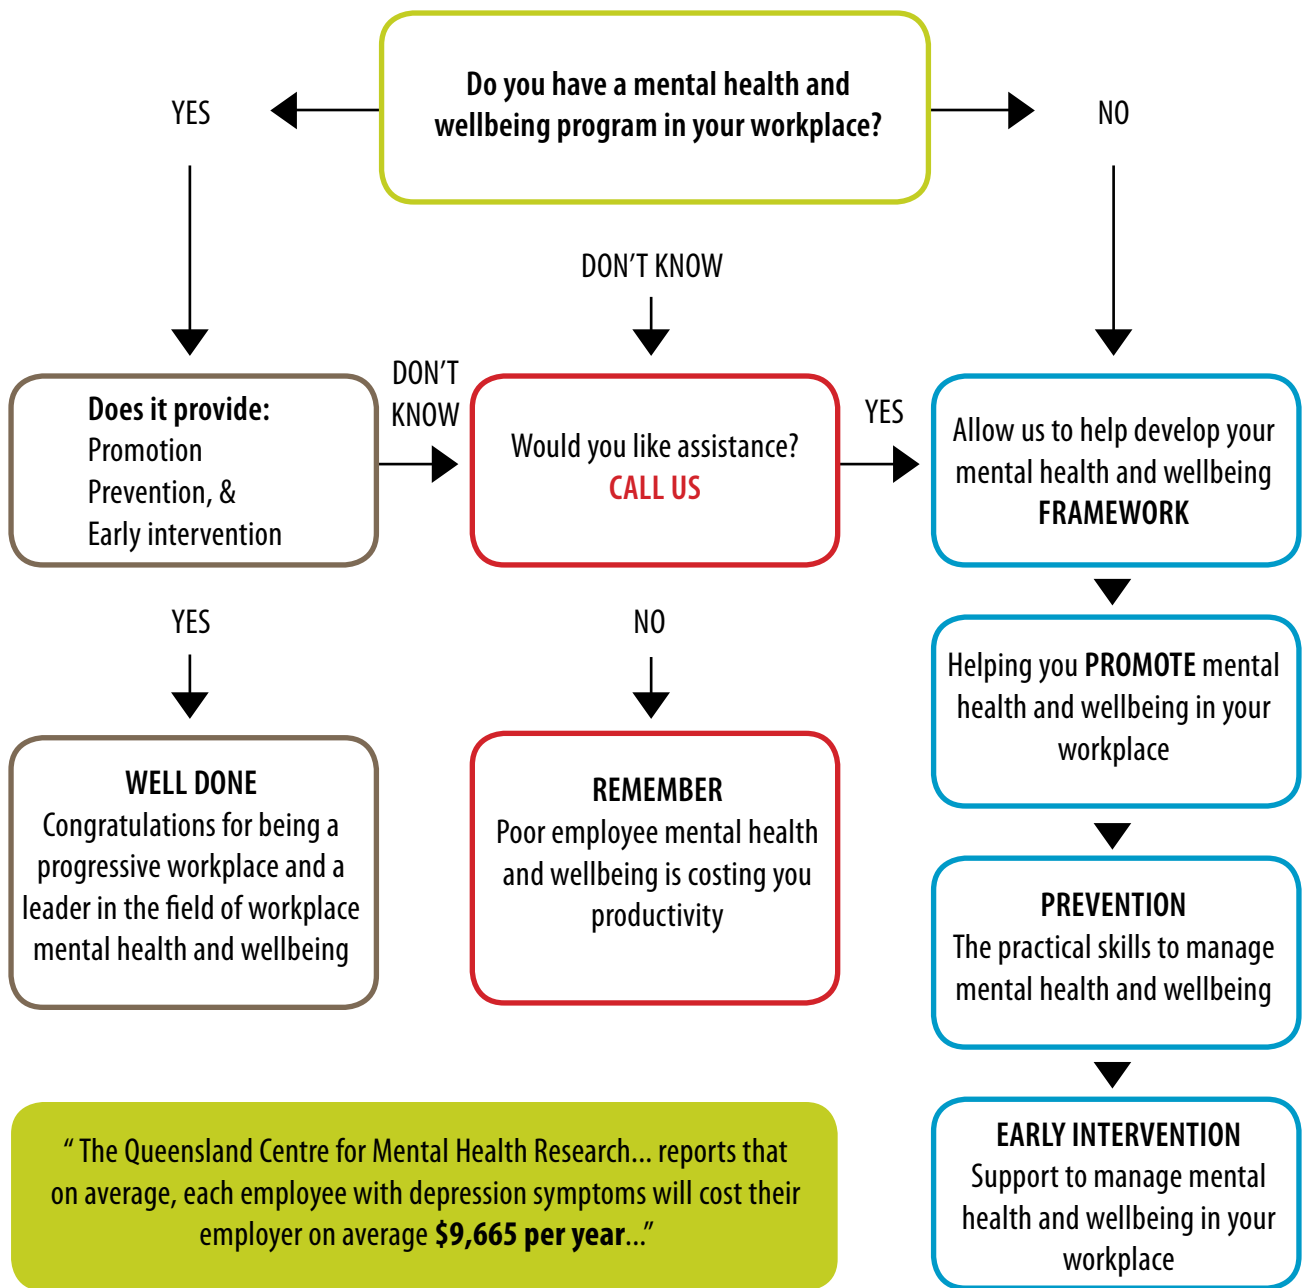 Do you have a mental health and
wellbeing program in your workplace?
YES
NO
DON'T KNOW
Does it provide:
Promotion
Prevention, &
Early intervention
DON'T
KNOW
Would you like assistance?
CALL US
YES
Allow us to help develop your
mental health and wellbeing
FRAMEWORK
YES
NO
Helping you PROMOTE mental
health and wellbeing in your
workplace
WELL DONE
Congratulations for being a
progressive workplace and a
leader in the field of workplace
mental health and wellbeing
REMEMBER
Poor employee mental health
and wellbeing is costing you
productivity
PREVENTION
The practical skills to manage
mental health and wellbeing
EARLY INTERVENTION
Support to manage mental
health and wellbeing in your
workplace
“ The Queensland Centre for Mental Health Research... reports that
on average, each employee with depression symptoms will cost their
employer on average $9,665 per year...”